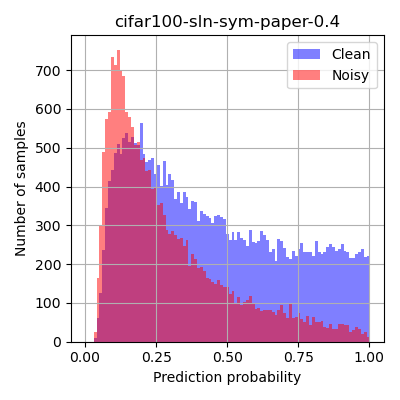 cifar100-sln-sym-paper-0.4
Clean
Noisy
Number of samples
700
600
500
400
300
200
100
0
0.00 0.25 0.50 0.75 1.00
Prediction probability